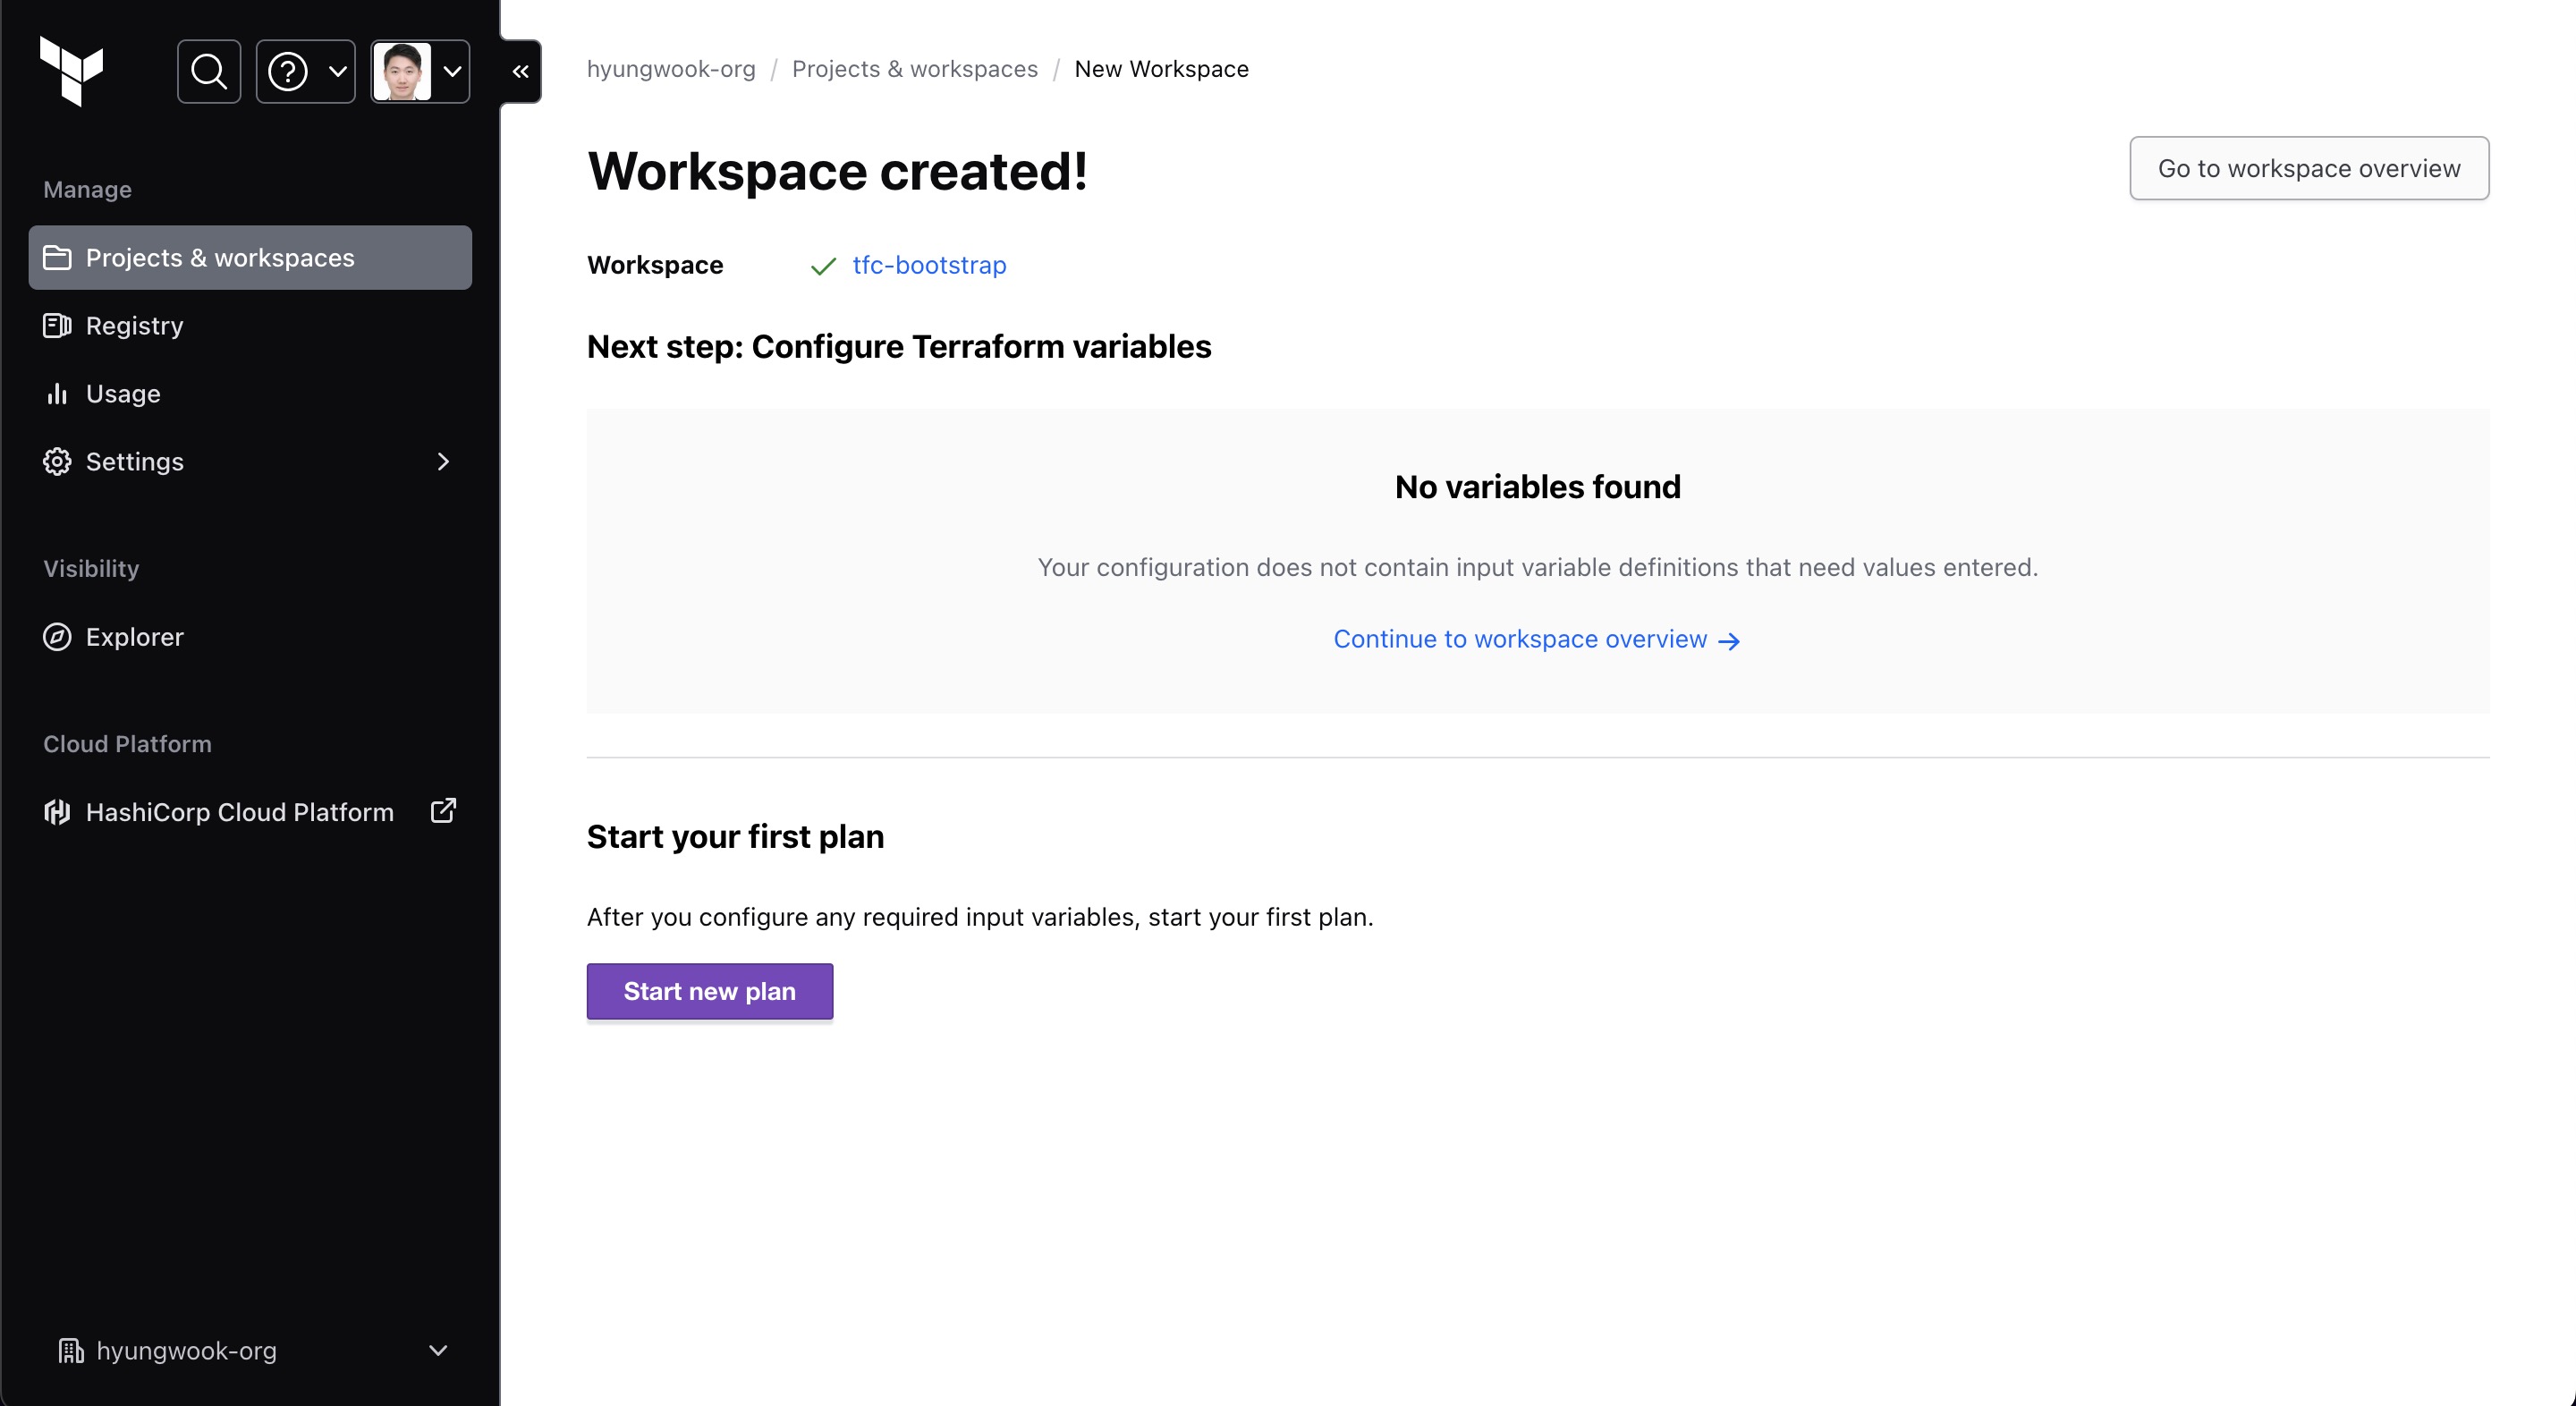 Manage
Projects & workspaces
Registry
Usage
Settings
Visibility
Explorer
Cloud Platform
HashiCorp Cloud Platform
hyungwook-org
hyungwook-org / Projects & workspaces / New Workspace
Workspace created!
Go to workspace overview
Workspace tfc-bootstrap
Next step: Configure Terraform variables
No variables found
Your configuration does not contain input variable definitions that need values entered.
Continue to workspace overview →
Start your first plan
After you configure any required input variables, start your first plan.
Start new plan